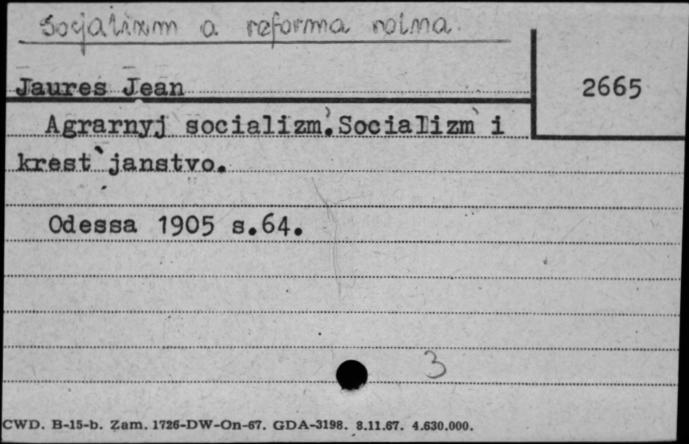 Socjalizm a reforma rolna.
Jaures Jean
2665
Agrarnyj socializm`.Socializm` i
krest`janstvo.
Odessa 1905 s.64.
3
CWD. B-15-b. Zam. 1726-DW-On-67. GDA-3198. 8.11.67. 4.630.000.